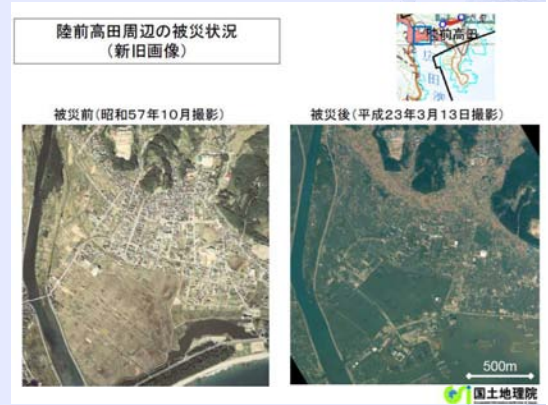 陸前高田周辺の被災状況
(新旧画像)
陸前高田
被災前(昭和57年10月撮影)
被災後(平成23年3月13日撮影)
500m
国土地理院